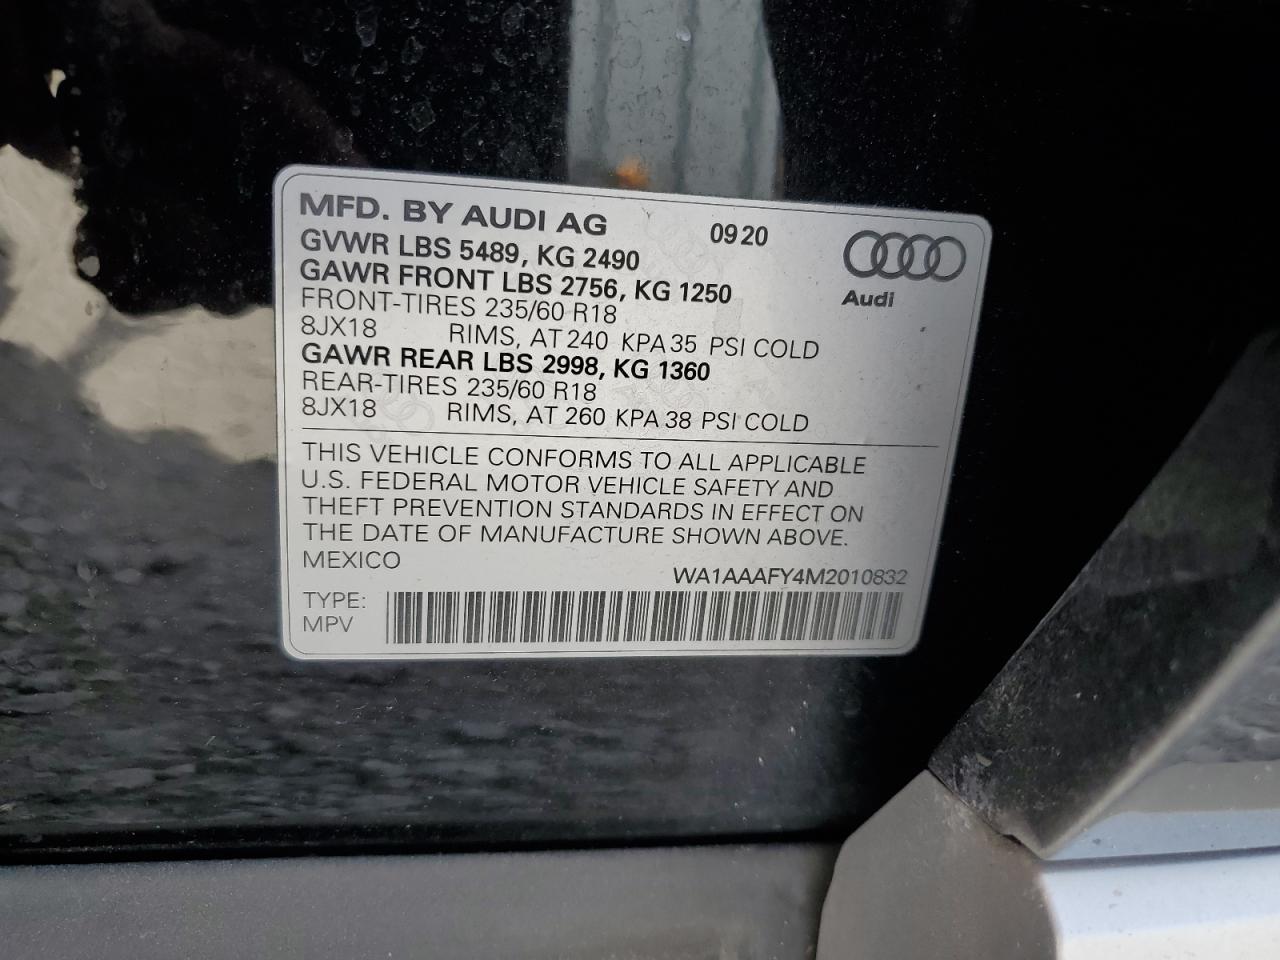 MFD. BY AUDI AG 0920
GVWR LBS 5489, KG 2490
GAWR FRONT LBS 2756, KG 1250
Audi
FRONT-TIRES 235/60 R18
8JX18 RIMS, AT 240 KPA 35 PSI COLD
GAWR REAR LBS 2998, KG 1360
REAR-TIRES 235/60 R18
8JX18 RIMS, AT 260 KPA 38 PSI COLD
THIS VEHICLE CONFORMS TO ALL APPLICABLE
U.S. FEDERAL MOTOR VEHICLE SAFETY AND
THEFT PREVENTION STANDARDS IN EFFECT ON
THE DATE OF MANUFACTURE SHOWN ABOVE.
MEXICO
WA1AAAFY4M2010832
TYPE:
MPV